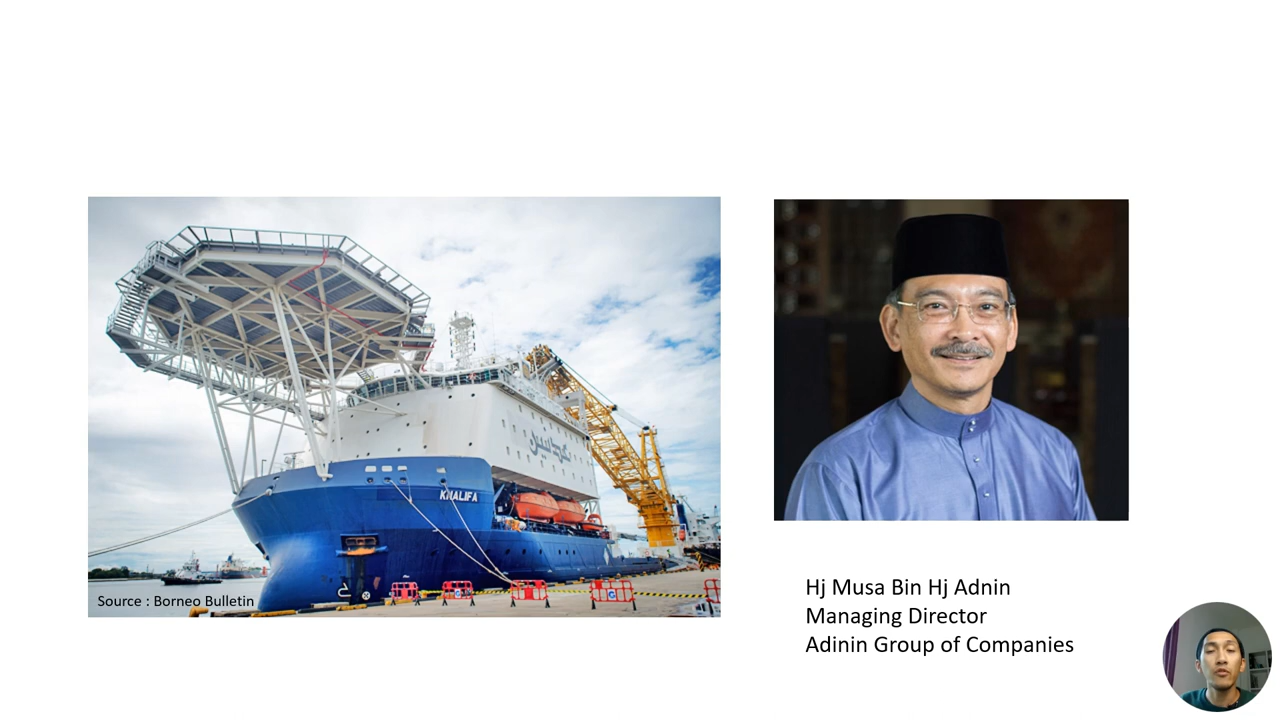 KHALIFA
Source : Borneo Bulletin
Hj Musa Bin Hj Adnin
Managing Director
Adinin Group of Companies